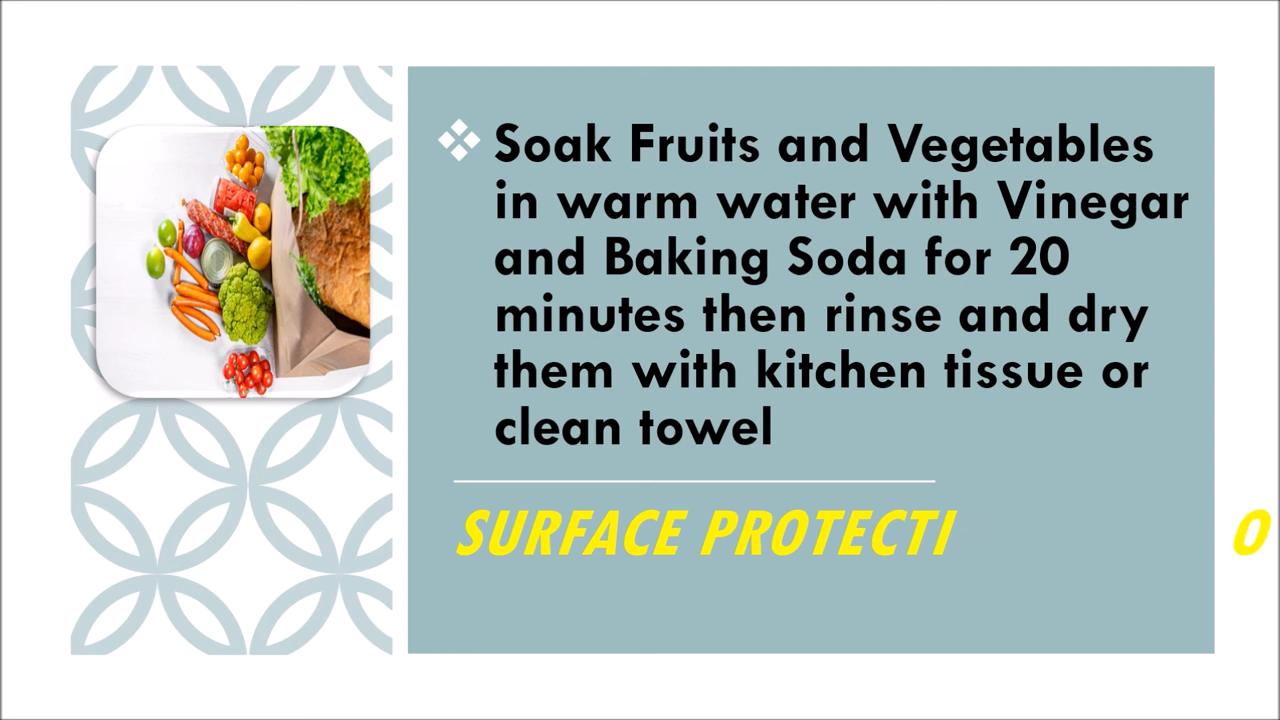 Soak Fruits and Vegetables
in warm water with Vinegar
and Baking Soda for 20
minutes then rinse and dry
them with kitchen tissue or
clean towel
SURFACE PROTECTI O